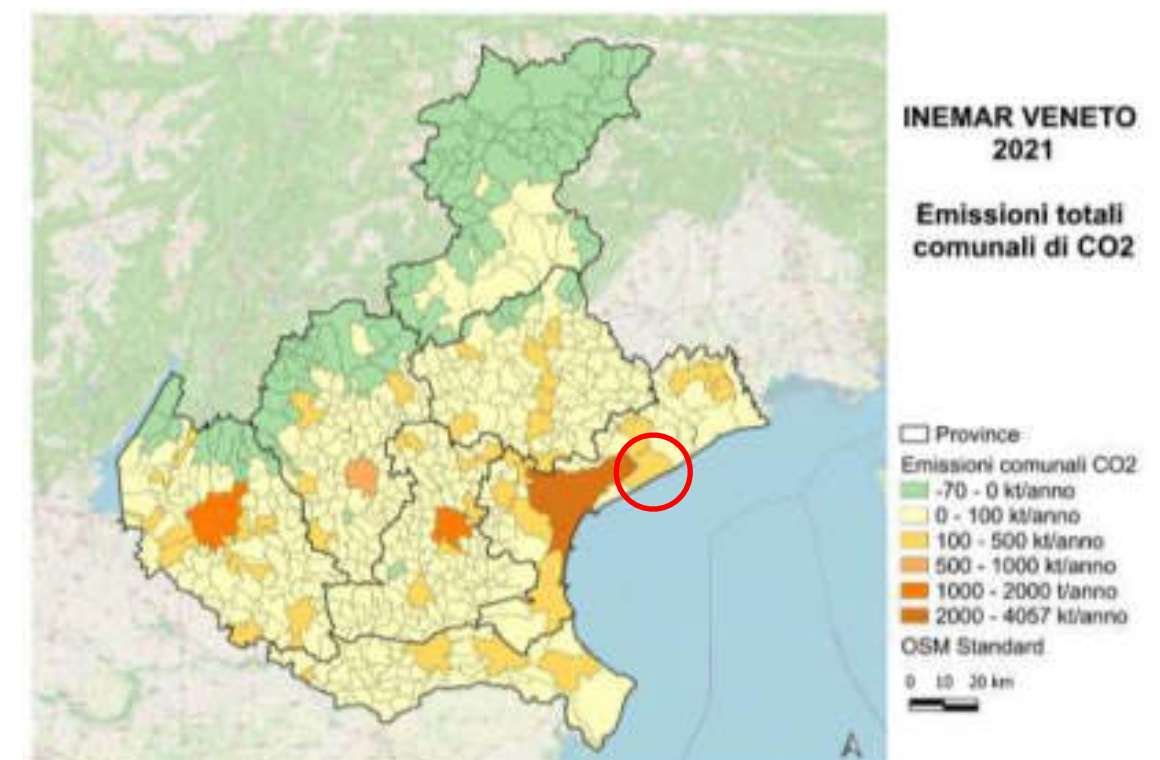 INEMAR VENETO
2021
Emissioni totali
comunali di CO2
Province
Emissioni comunali CO2
-70 - 0 kt/anno
0 - 100 kt/anno
100 - 500 kt/anno
500 - 1000 kt/anno
1000 - 2000 t/anno
2000 - 4057 kt/anno
OSM Standard
0 10 20 km